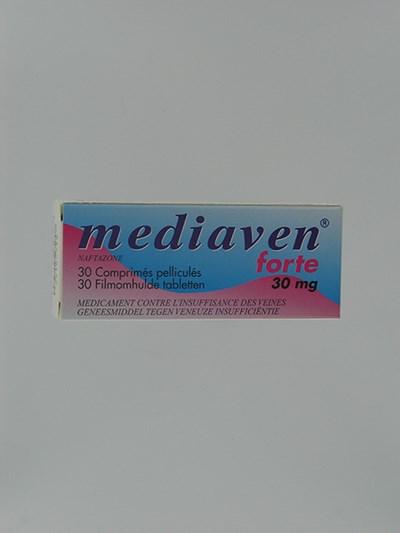 mediaven®
NAFTAZONE
forte
30 Comprimés pelliculés
30 Filmomhulde tabletten
30 mg
MEDICAMENT CONTRE L'INSUFFISANCE DES VEINES
GENEESMIDDEL TEGEN VENEUZE INSUFFICIËNTIE